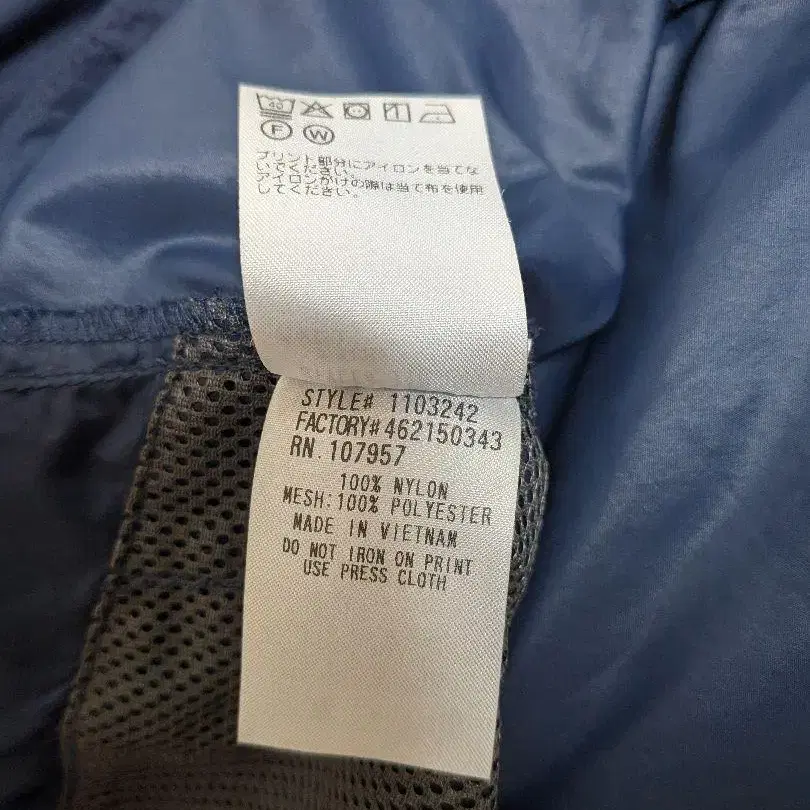 40
F W
プリント部分にアイロンを当てな
いでください。
アイロンがけの際は当て布を使用
してください。
STYLE# 1103242
FACTORY#462150343
RN.107957
100% NYLON
MESH:100% POLYESTER
MADE IN VIETNAM
DO NOT IRON ON PRINT
USE PRESS CLOTH